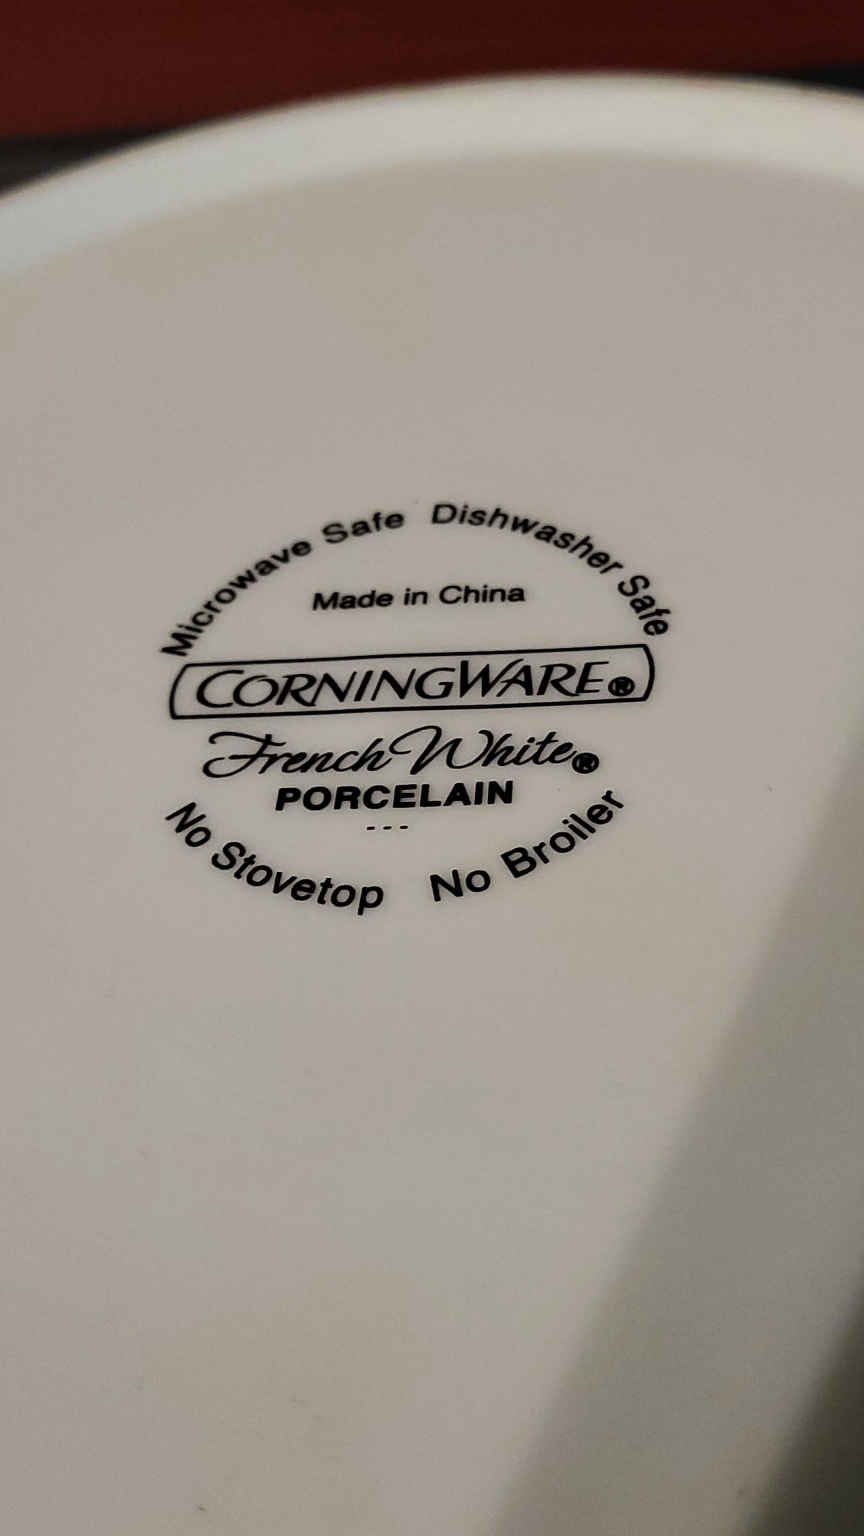 Microwave Safe Dishwasher Safe
Made in China
CORNINGWARE®
French White®
PORCELAIN
---
No Stovetop No Broiler